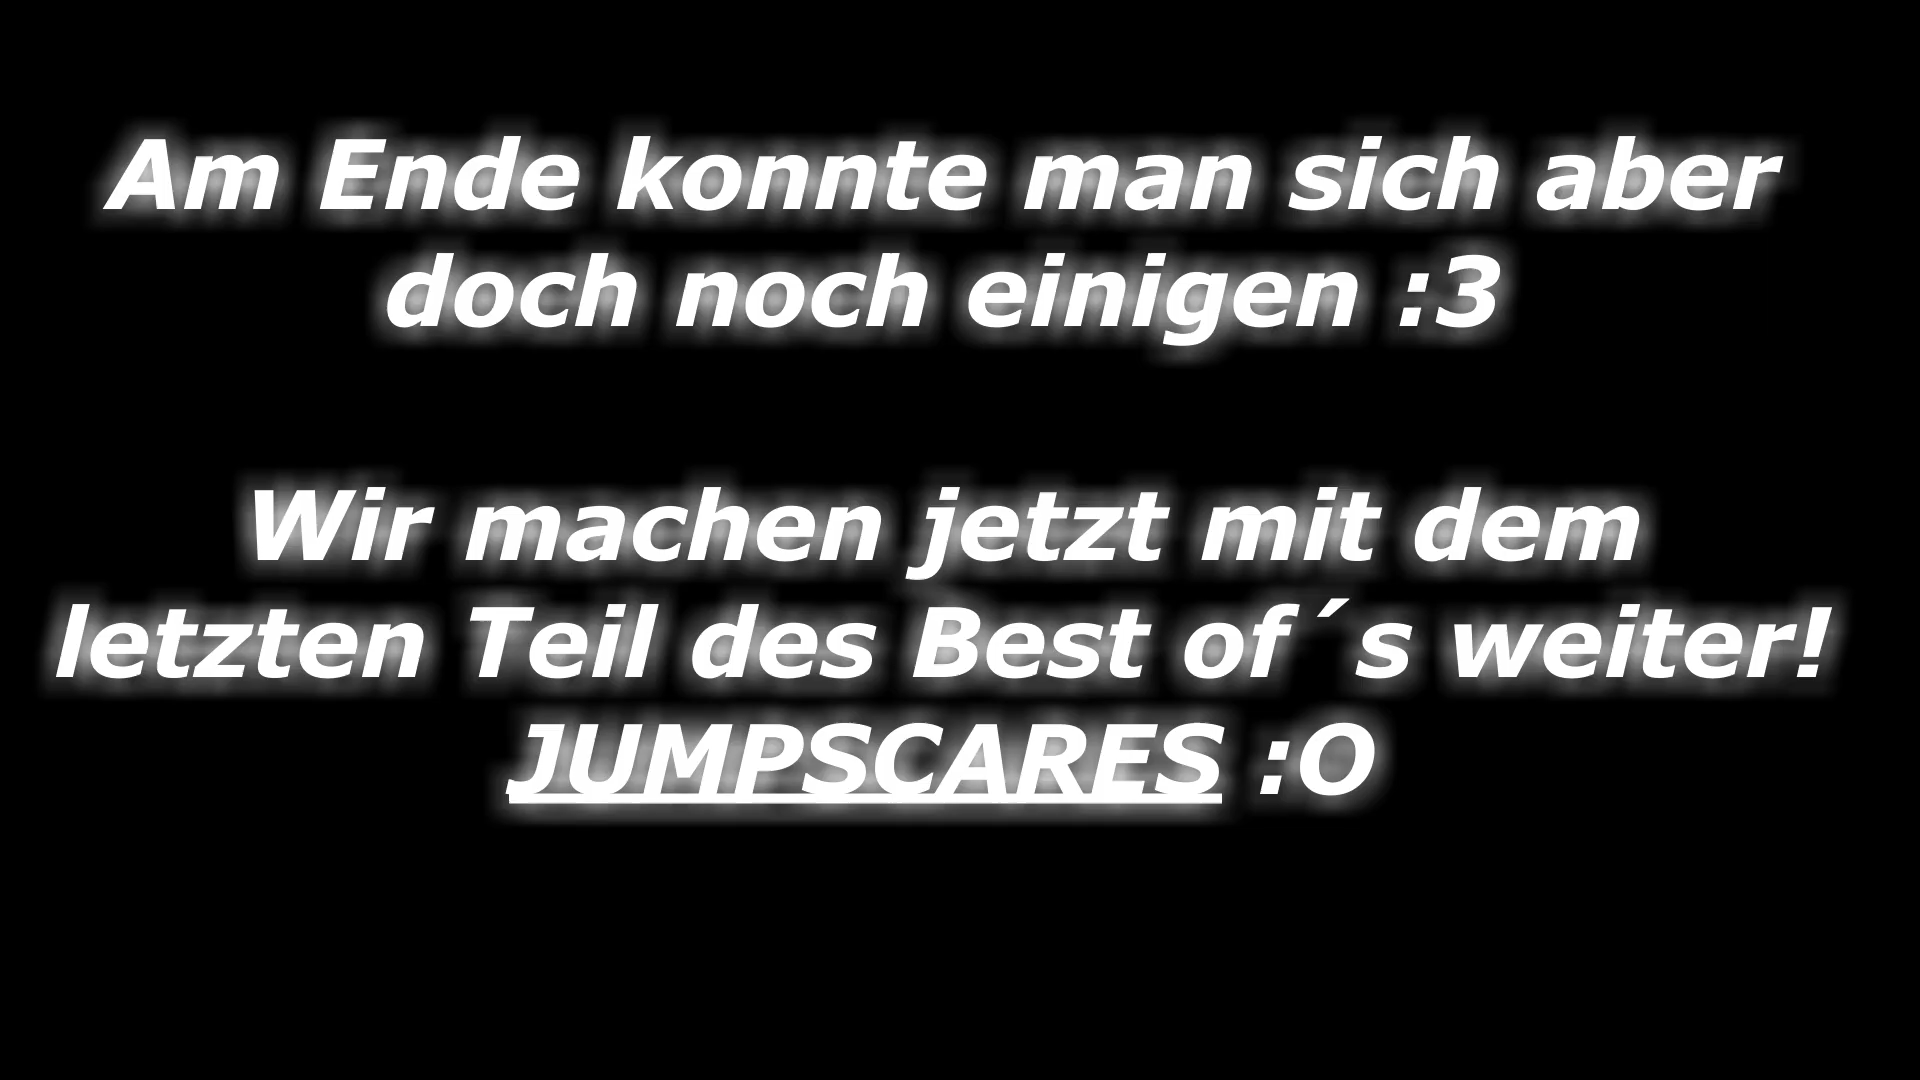 Am Ende konnte man sich aber
doch noch einigen :3
Wir machen jetzt mit dem
letzten Teil des Best of´s weiter!
JUMPSCARES :O